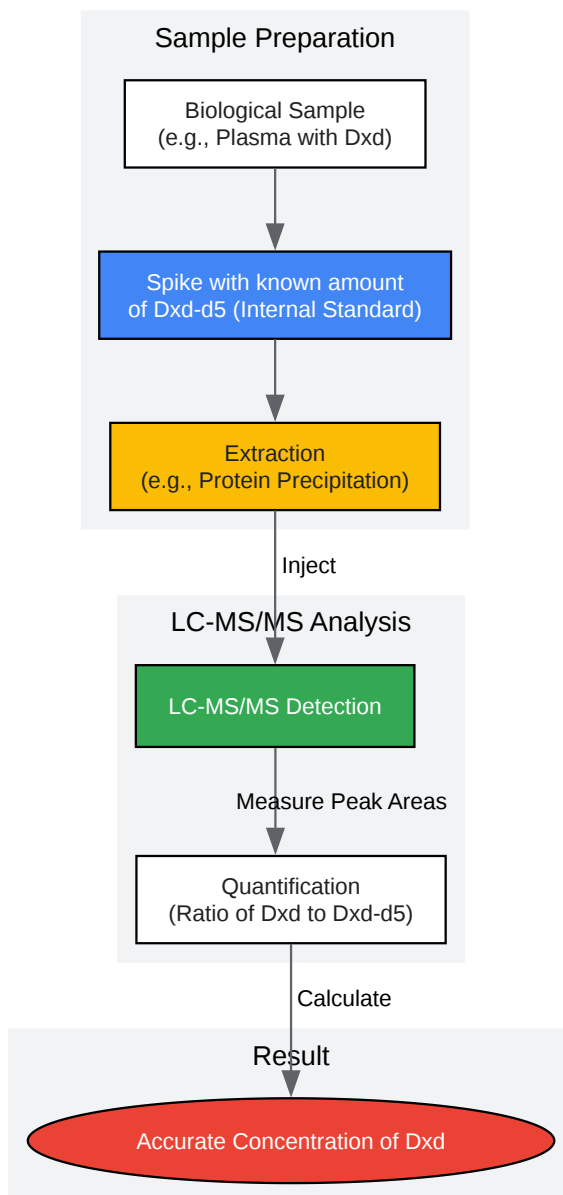 Sample Preparation
Biological Sample
(e.g., Plasma with Dxd)
Spike with known amount
of Dxd-d5 (Internal Standard)
Extraction
(e.g., Protein Precipitation)
Inject
LC-MS/MS Analysis
LC-MS/MS Detection
Measure Peak Areas
Quantification
(Ratio of Dxd to Dxd-d5)
Calculate
Result
Accurate Concentration of Dxd